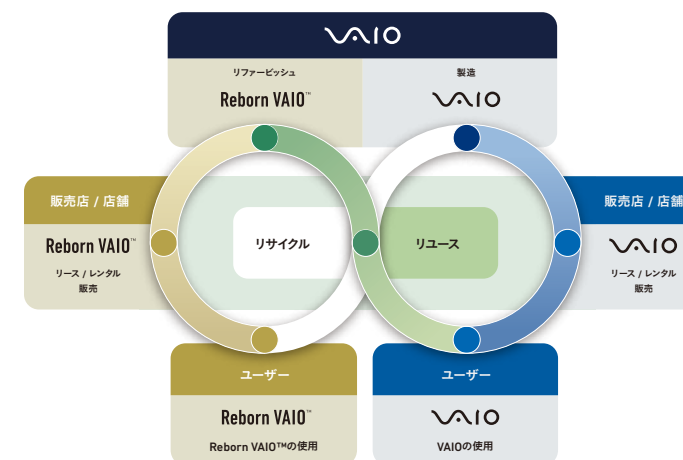 VAIO
リファービッシュ
Reborn VAIO™
製造
VAIO
販売店 / 店舗
Reborn VAIO™
リース / レンタル
販売
リサイクル
リユース
販売店 / 店舗
VAIO
リース / レンタル
販売
ユーザー
Reborn VAIO™
Reborn VAIO™の使用
ユーザー
VAIO
VAIOの使用